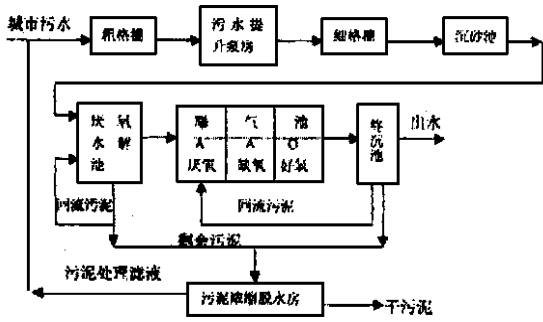 城市污水
粗格栅
污水提
升泵房
细格栅
沉砂池
厌氧
水解
池
曝气池
A A O
厌氧 缺氧 好氧
终沉池
出水
回流污泥
回流污泥
剩余污泥
污泥处理滤液
污泥浓缩脱水房
干污泥